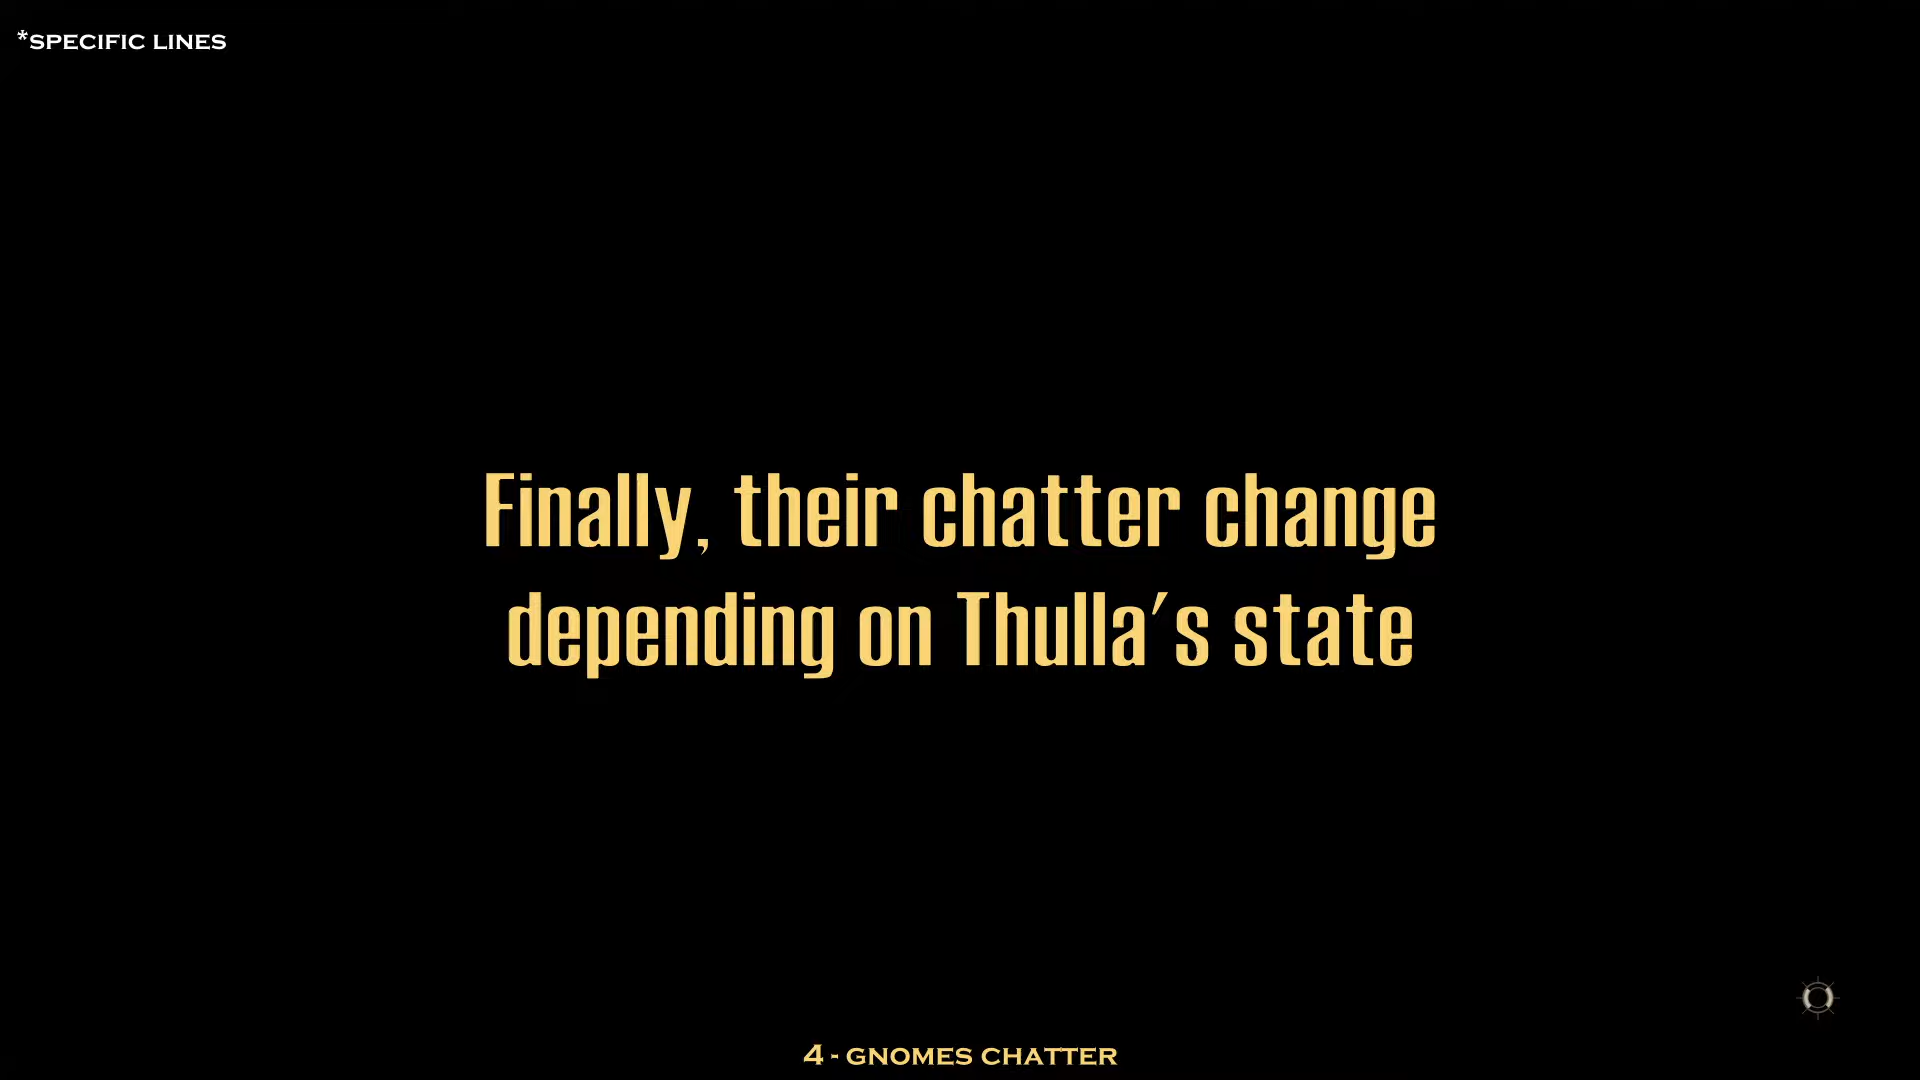 *SPECIFIC LINES
Finally, their chatter change
depending on Thulla's state
4 - GNOMES CHATTER